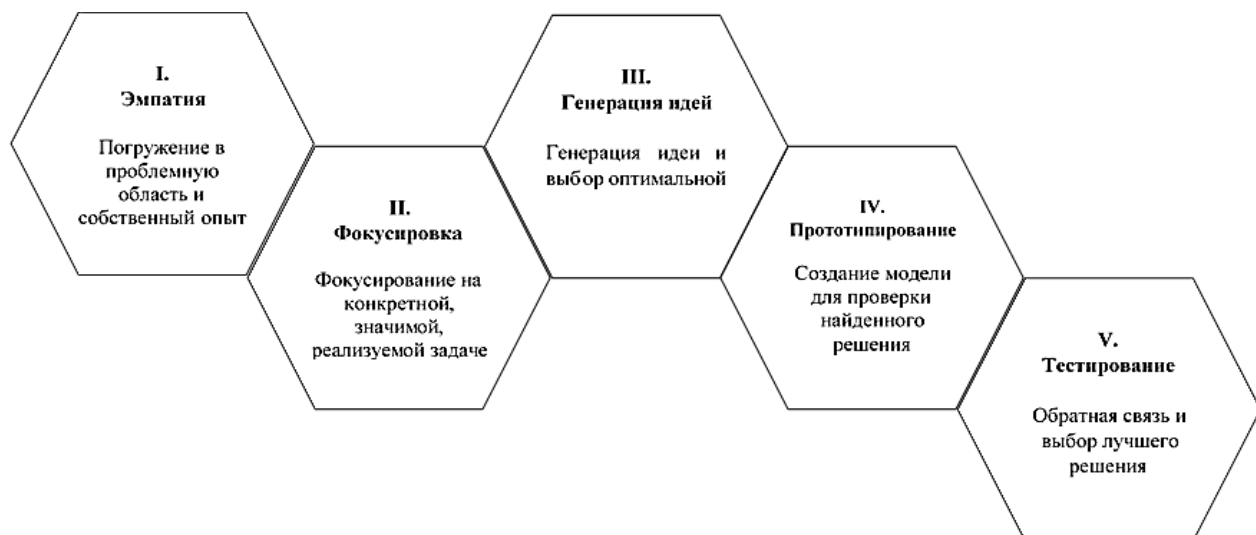 I.
Эмпатия
Погружение в
проблемную
область и
собственный опыт
II.
Фокусировка
Фокусирование на
конкретной,
значимой,
реализуемой задаче
III.
Генерация идей
Генерация идеи и
выбор оптимальной
IV.
Прототипирование
Создание модели
для проверки
найденного
решения
V.
Тестирование
Обратная связь и
выбор лучшего
решения